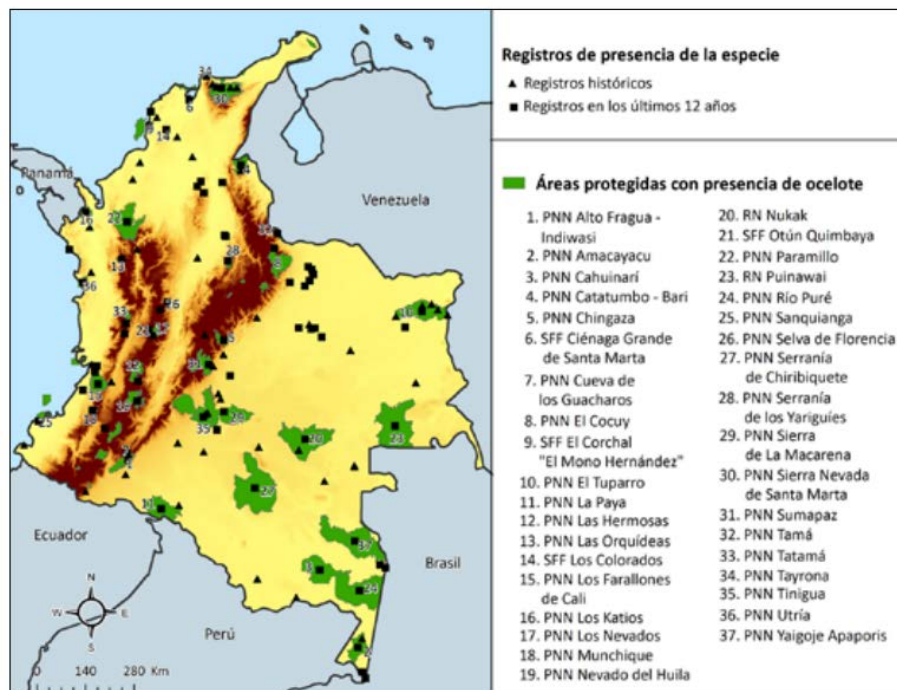 Panamá
Venezuela
Ecuador
Perú
Brasil
N
W
E
S
0 140 280 Km
Registros de presencia de la especie
Registros históricos
Registros en los últimos 12 años
Áreas protegidas con presencia de ocelote
1. PNN Alto Fragua -
Indiwasi
2. PNN Amacayacu
3. PNN Cahuinarí
4. PNN Catatumbo - Bari
5. PNN Chingaza
6. SFF Ciénaga Grande
de Santa Marta
7. PNN Cueva de
los Guacharos
8. PNN El Cocuy
9. SFF El Corchal
"El Mono Hernández"
10. PNN El Tuparro
11. PNN La Paya
12. PNN Las Hermosas
13. PNN Las Orquídeas
14. SFF Los Colorados
15. PNN Los Farallones
de Cali
16. PNN Los Katios
17. PNN Los Nevados
18. PNN Munchique
19. PNN Nevado del Huila
20. RN Nukak
21. SFF Otún Quimbaya
22. PNN Paramillo
23. RN Puinawai
24. PNN Río Puré
25. PNN Sanquianga
26. PNN Selva de Florencia
27. PNN Serranía
de Chiribiquete
28. PNN Serranía
de los Yariguíes
29. PNN Sierra
de La Macarena
30. PNN Sierra Nevada
de Santa Marta
31. PNN Sumapaz
32. PNN Tamá
33. PNN Tatamá
34. PNN Tayrona
35. PNN Tinigua
36. PNN Utría
37. PNN Yaigoje Apaporis